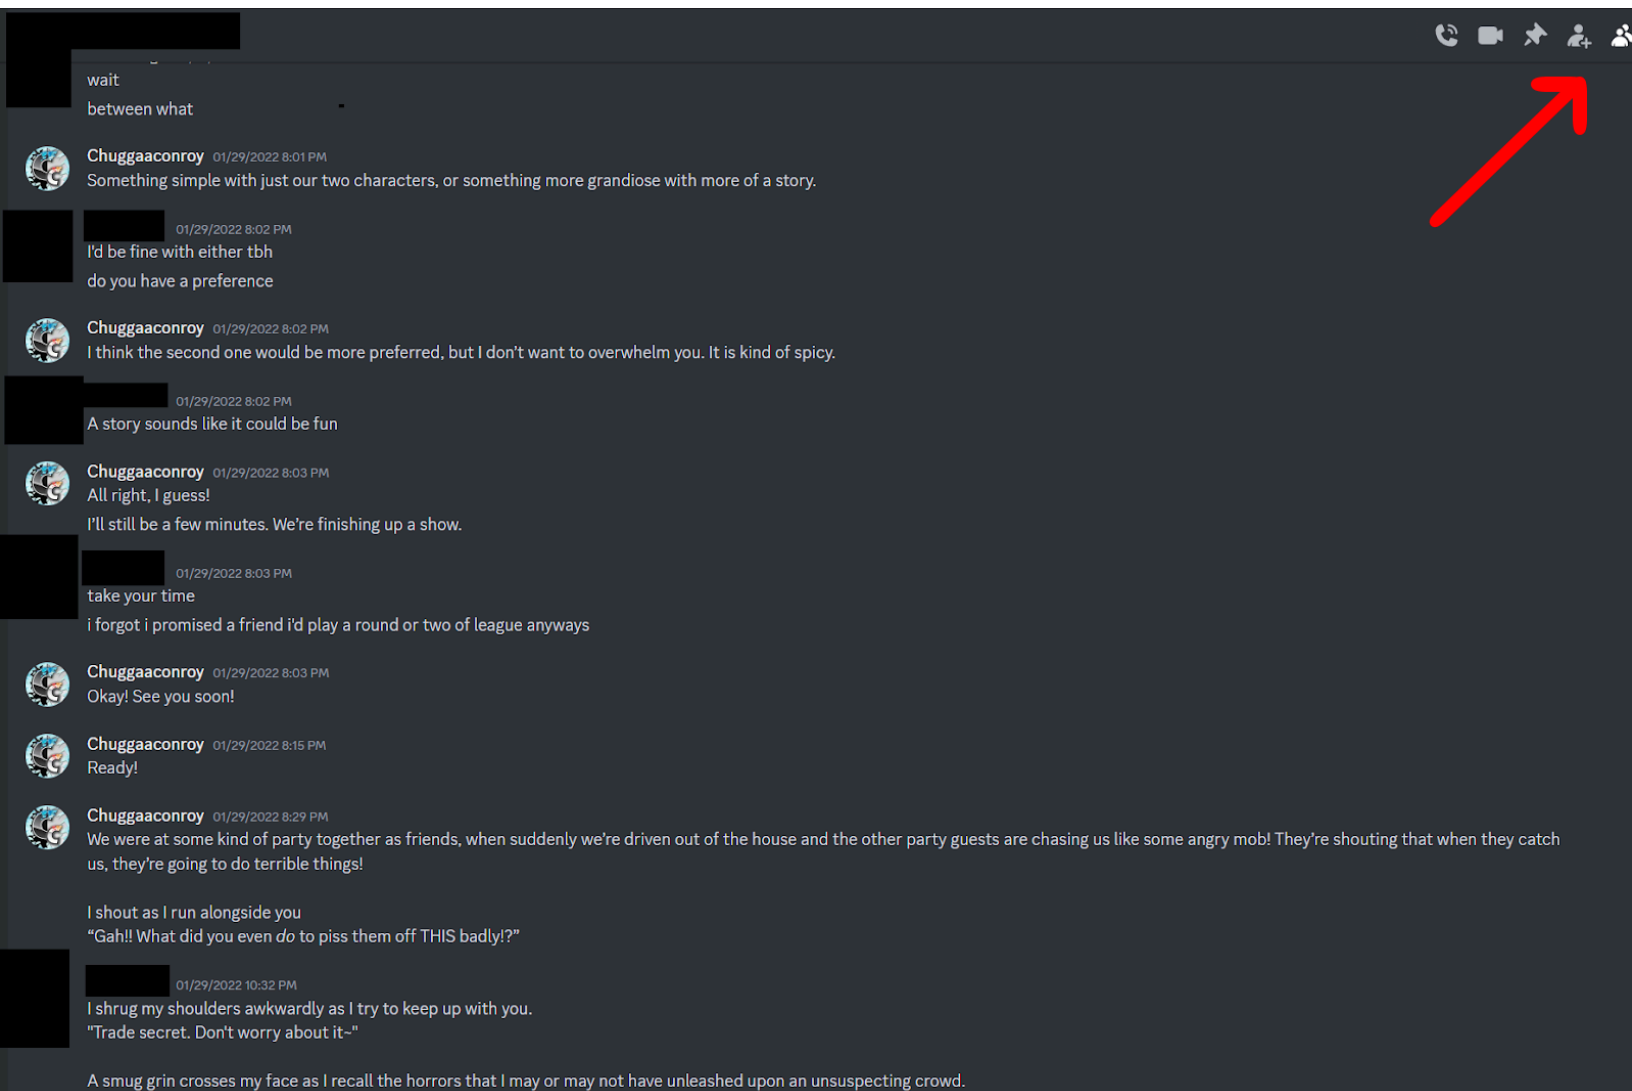 wait
between what
Chuggaaconroy 01/29/2022 8:01 PM
Something simple with just our two characters, or something more grandiose with more of a story.
01/29/2022 8:02 PM
I'd be fine with either tbh
do you have a preference
Chuggaaconroy 01/29/2022 8:02 PM
I think the second one would be more preferred, but I don't want to overwhelm you. It is kind of spicy.
01/29/2022 8:02 PM
A story sounds like it could be fun
Chuggaaconroy 01/29/2022 8:03 PM
All right, I guess!
I'll still be a few minutes. We're finishing up a show.
01/29/2022 8:03 PM
take your time
i forgot i promised a friend i'd play a round or two of league anyways
Chuggaaconroy 01/29/2022 8:03 PM
Okay! See you soon!
Chuggaaconroy 01/29/2022 8:15 PM
Ready!
Chuggaaconroy 01/29/2022 8:29 PM
We were at some kind of party together as friends, when suddenly we're driven out of the house and the other party guests are chasing us like some angry mob! They're shouting that when they catch
us, they're going to do terrible things!
I shout as I run alongside you
“Gah!! What did you even do to piss them off THIS badly!?”
01/29/2022 10:32 PM
I shrug my shoulders awkwardly as I try to keep up with you.
"Trade secret. Don't worry about it~"
A smug grin crosses my face as I recall the horrors that I may or may not have unleashed upon an unsuspecting crowd.